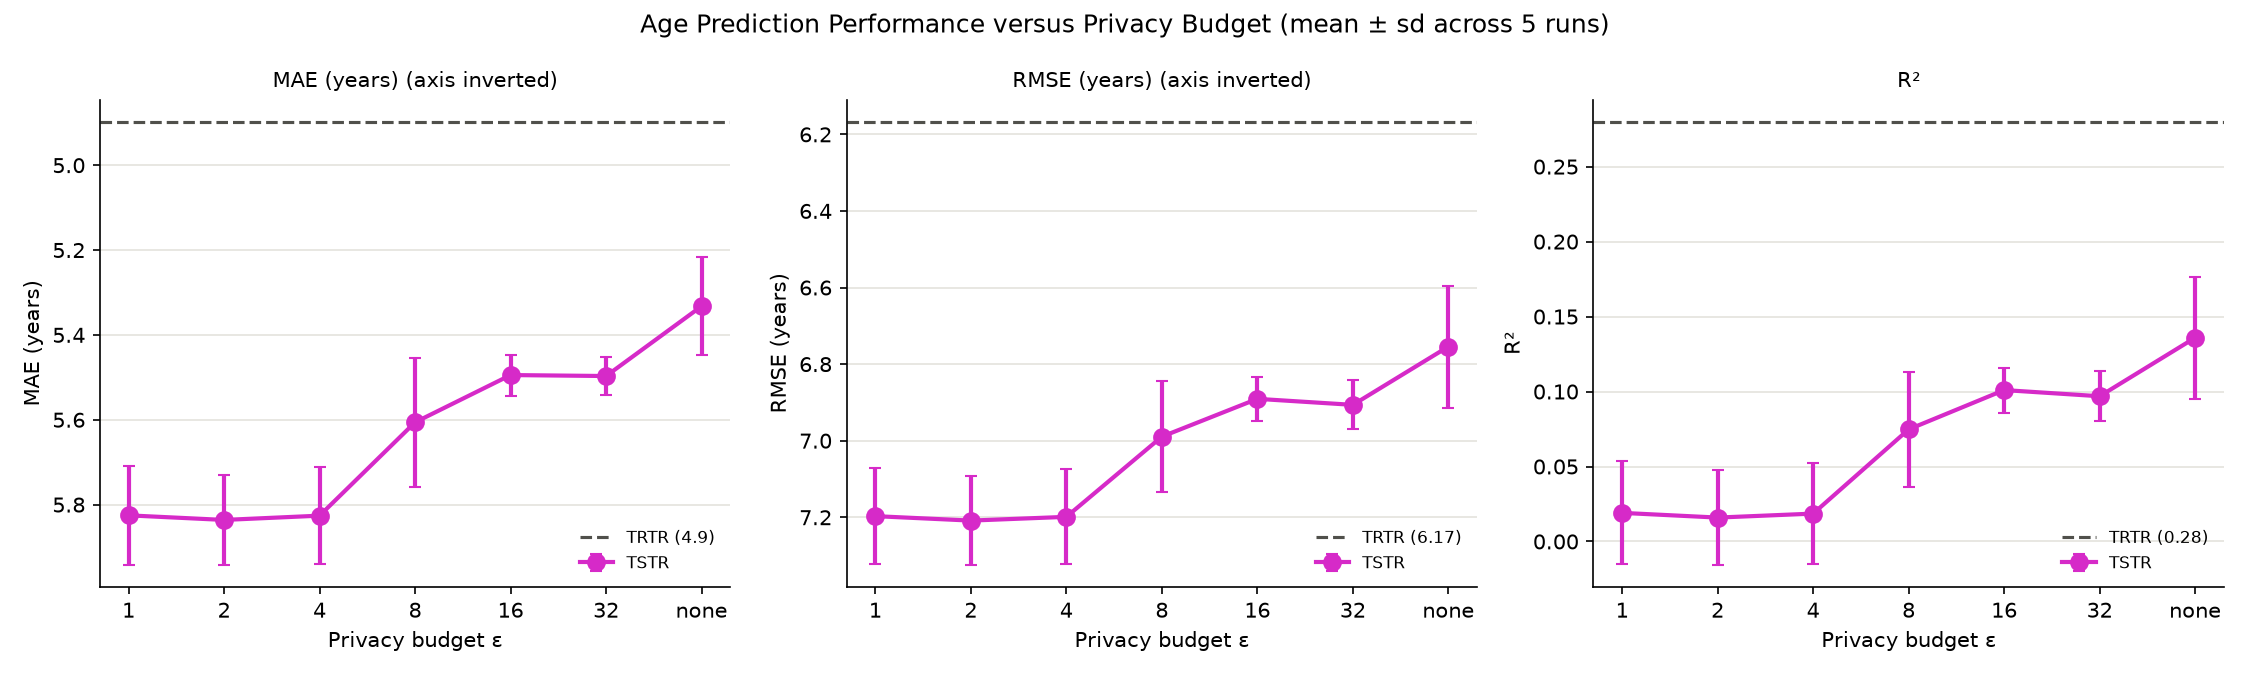 Age Prediction Performance versus Privacy Budget (mean ± sd across 5 runs)
MAE (years) (axis inverted)
MAE (years)
5.0
5.2
5.4
5.6
5.8
TRTR (4.9)
TSTR
1 2 4 8 16 32 none
Privacy budget ε
RMSE (years) (axis inverted)
RMSE (years)
6.2
6.4
6.6
6.8
7.0
7.2
TRTR (6.17)
TSTR
1 2 4 8 16 32 none
Privacy budget ε
R²
R²
0.25
0.20
0.15
0.10
0.05
0.00
TRTR (0.28)
TSTR
1 2 4 8 16 32 none
Privacy budget ε